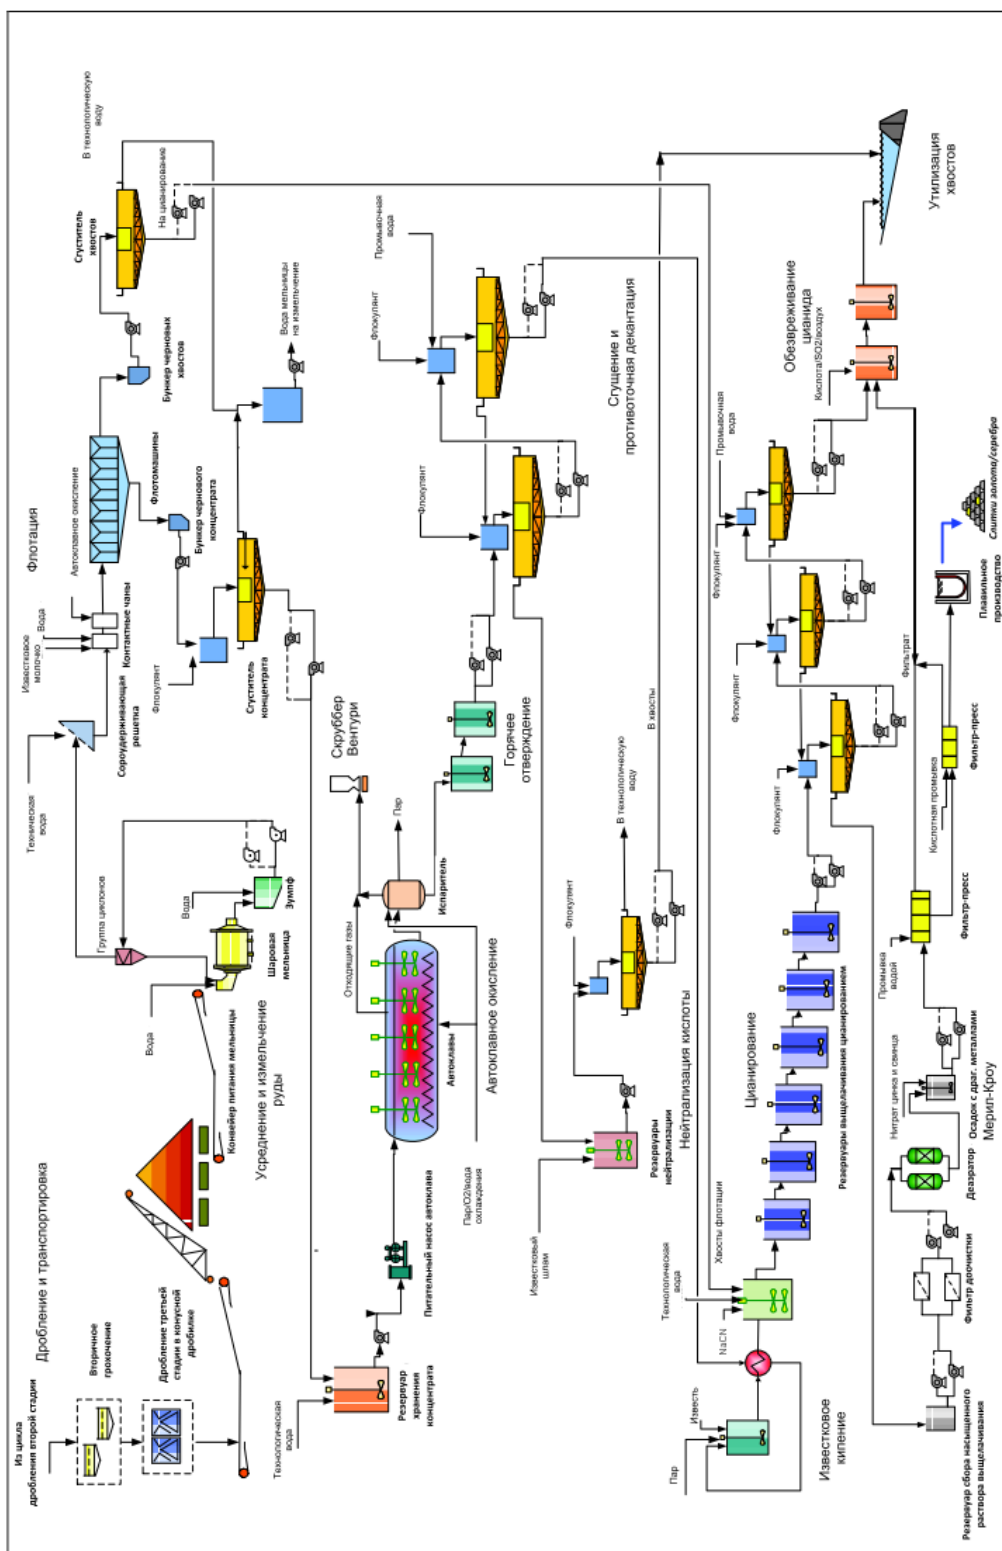 Дробление и транспортировка
Из цикла
дробления второй стадии
Вторичное
грохочение
Дробление третьей
стадии в конусной
дробилке
Усреднение и измельчение
руды
Конвейер питания мельницы
Вода
Шаровая
мельница
Группа циклонов
Вода
Зумпф
Техническая
вода
Сороудерживающая
решетка
Флотация
Известковое
молочко
Вода
Автоклавное окисление
Контактные чаны
Флотомашины
Бункер черновых
хвостов
Бункер чернового
концентрата
Сгуститель
хвостов
В технологическую
воду
На цианирование
Флокулянт
Сгуститель
концентрата
Вода мельницы
на измельчение
Технологическая
вода
Резервуар
хранения
концентрата
Питательный насос автоклава
Автоклавы
Автоклавное окисление
Пар/О2/вода
охлаждения
Отходящие газы
Скруббер
Вентури
Пар
Испаритель
Горячее
отверждение
Флокулянт
Флокулянт
Промывочная
вода
Сгущение и
противоточная декантация
Известковый
шлам
Резервуары
нейтрализации
Нейтрализация кислоты
Флокулянт
В технологическую
воду
В хвосты
Известковое
кипение
Пар
Известь
NaCN
Технологическая
вода
Хвосты флотации
Цианирование
Резервуары выщелачивания цианированием
Флокулянт
Флокулянт
Флокулянт
Промывочная
вода
Обезвреживание
цианида
Кислота/SO2/воздух
Утилизация
хвостов
Резервуар сбора насыщенного
раствора выщелачивания
Фильтр доочистки
Деаэратор
Нитрат цинка и свинца
Осадок с драг. металлами
Мерил-Кроу
Промывка
водой
Фильтр-пресс
Кислотная промывка
Фильтр-пресс
Фильтрат
Плавильное
производство
Слитки золота/серебра